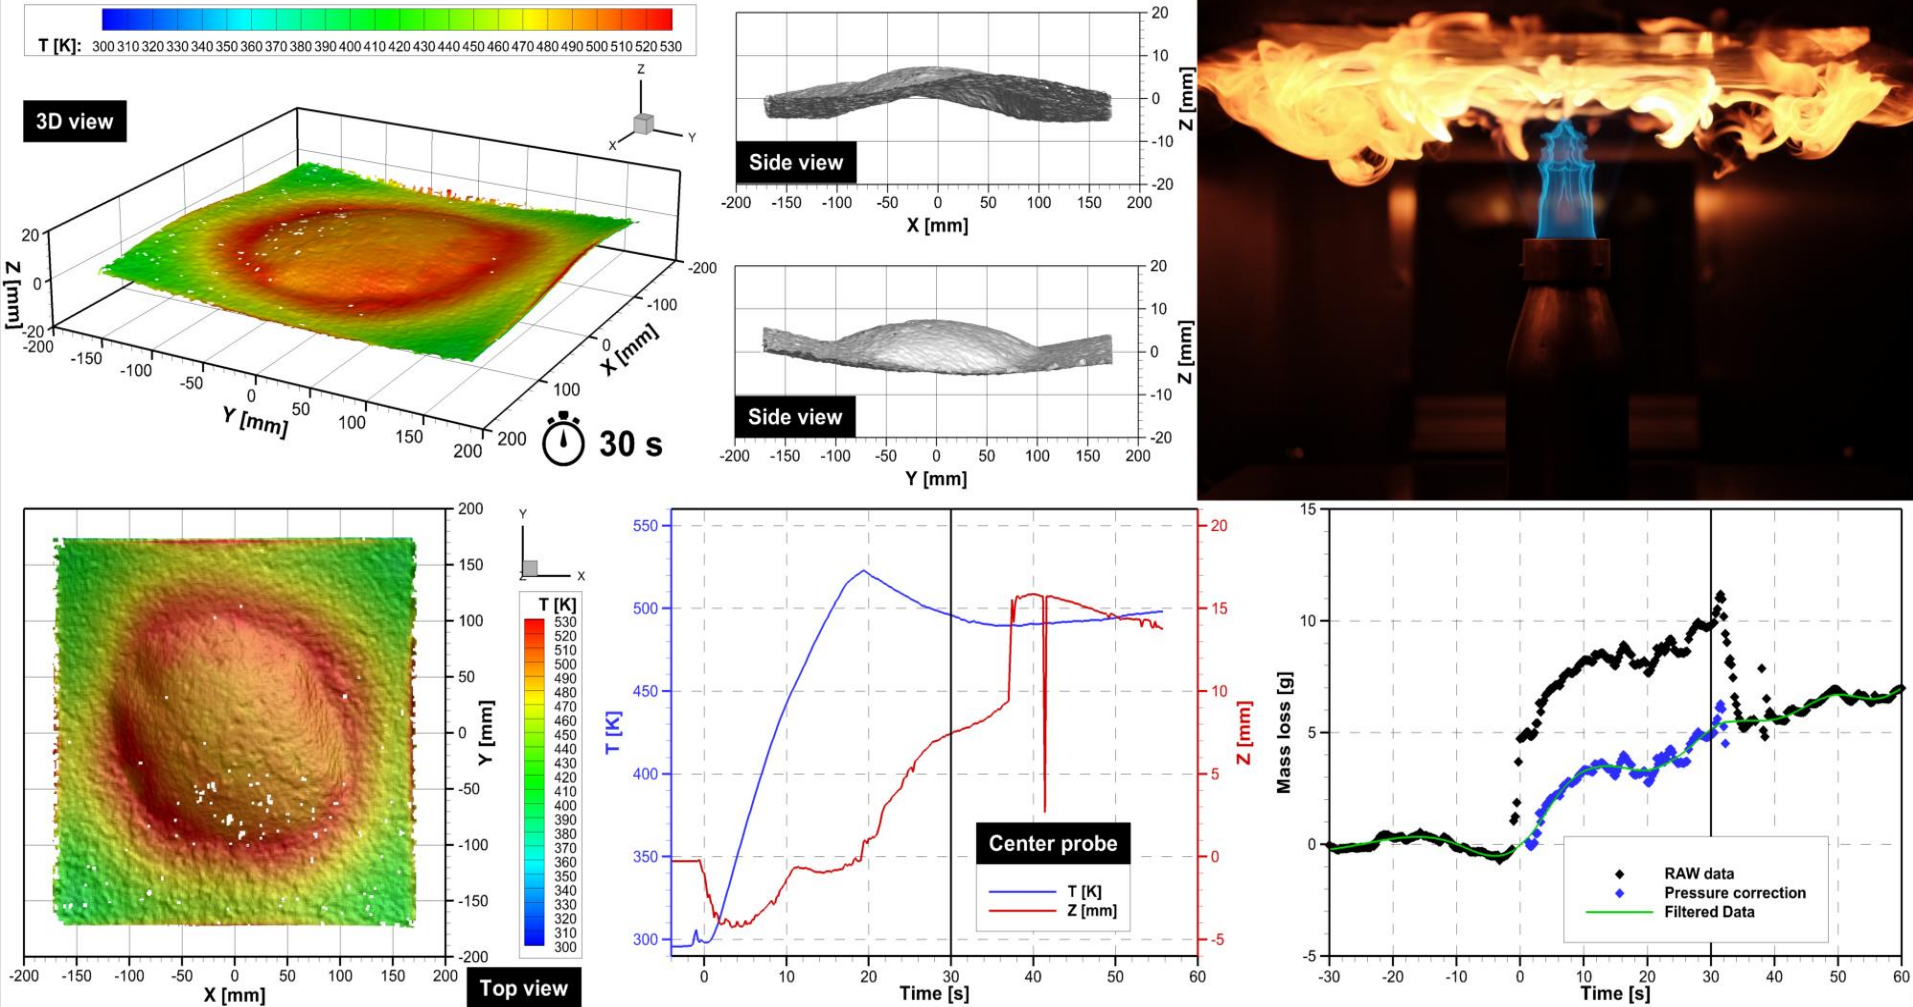 T [K]: 300 310 320 330 340 350 360 370 380 390 400 410 420 430 440 450 460 470 480 490 500 510 520 530
3D view
Z
X
Y
20
0
-20
Z [mm]
-200
-150
-100
-50
0
50
100
150
200
Y [mm]
-200
-100
0
100
200
X [mm]
30 s
20
10
0
-10
-20
Z [mm]
Side view
-200 -150 -100 -50 0 50 100 150 200
X [mm]
20
10
0
-10
-20
Z [mm]
Side view
-200 -150 -100 -50 0 50 100 150 200
Y [mm]
200
150
100
50
0
-50
-100
-150
-200
Y [mm]
-200 -150 -100 -50 0 50 100 150 200
X [mm]
Y
Z
X
T [K]
530
520
510
500
490
480
470
460
450
440
430
420
410
400
390
380
370
360
350
340
330
320
310
300
Top view
550
500
450
400
350
300
T [K]
20
15
10
5
0
-5
Z [mm]
Center probe
T [K]
Z [mm]
0 10 20 30 40 50 60
Time [s]
15
10
5
0
-5
Mass loss [g]
RAW data
Pressure correction
Filtered Data
-30 -20 -10 0 10 20 30 40 50 60
Time [s]